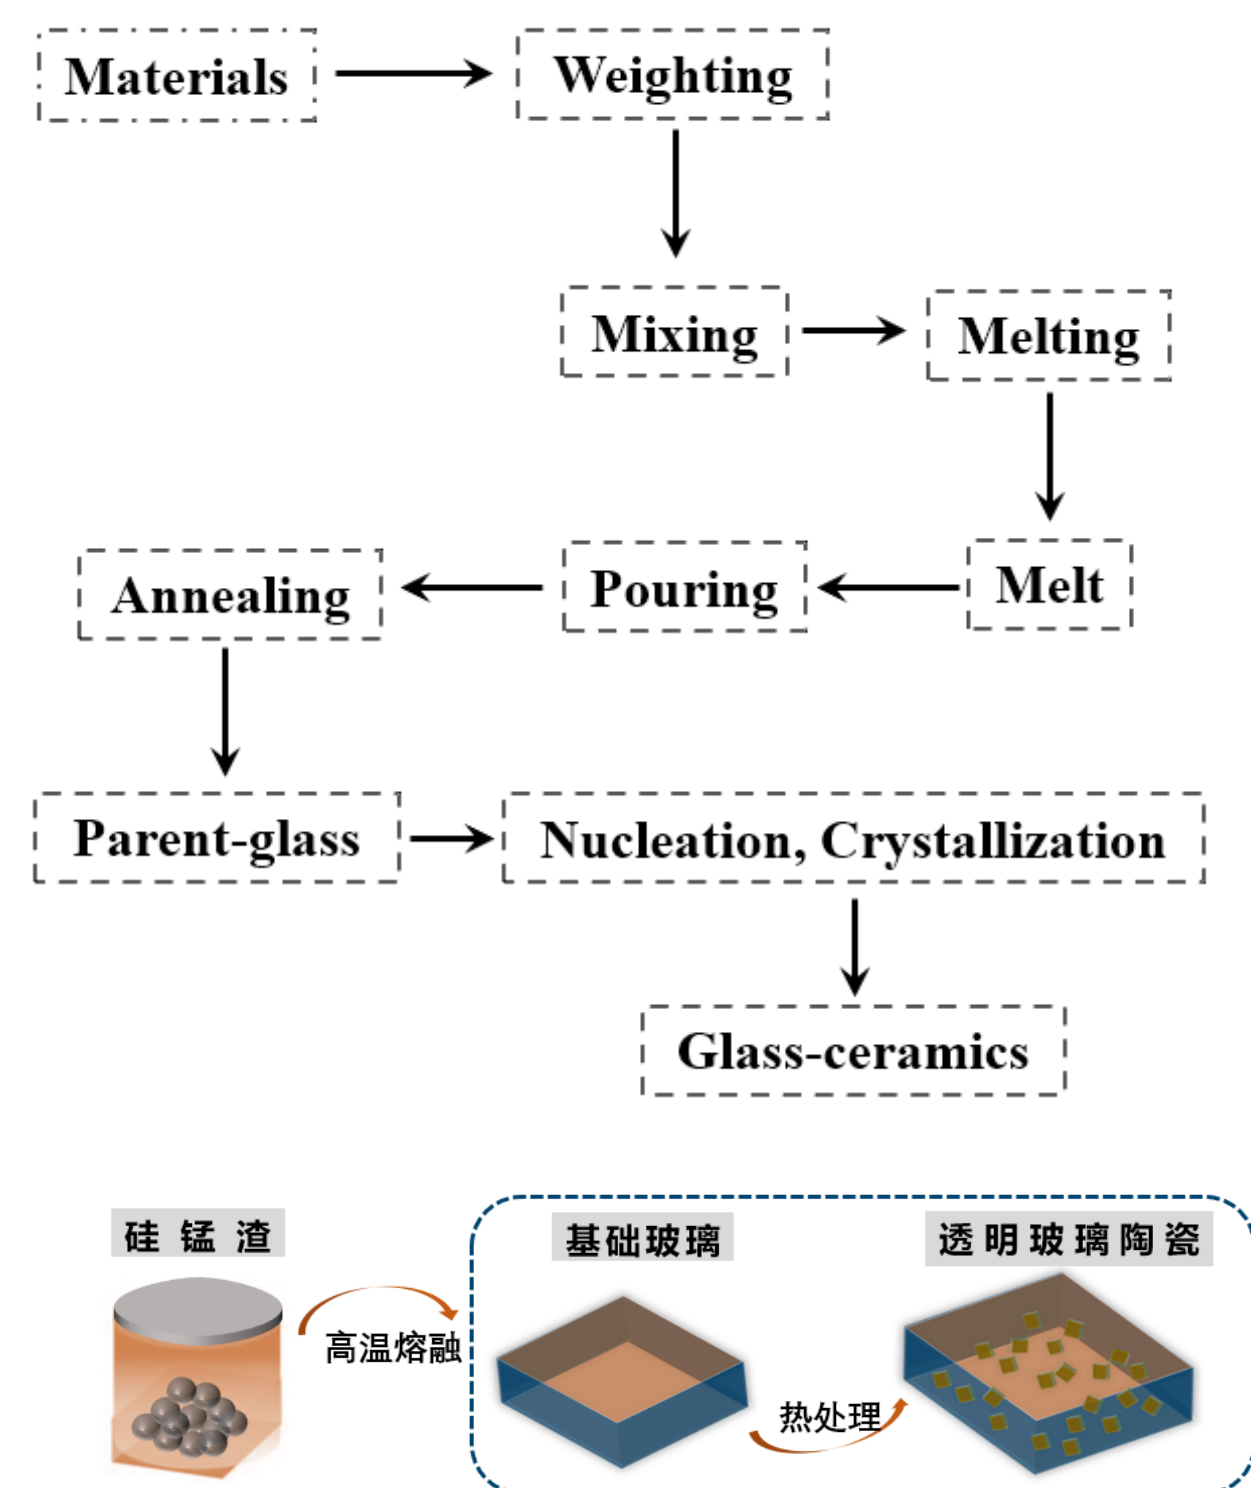 Materials
Weighting
Mixing
Melting
Annealing
Pouring
Melt
Parent-glass
Nucleation, Crystallization
Glass-ceramics
硅锰渣
基础玻璃
透明玻璃陶瓷
高温熔融
热处理